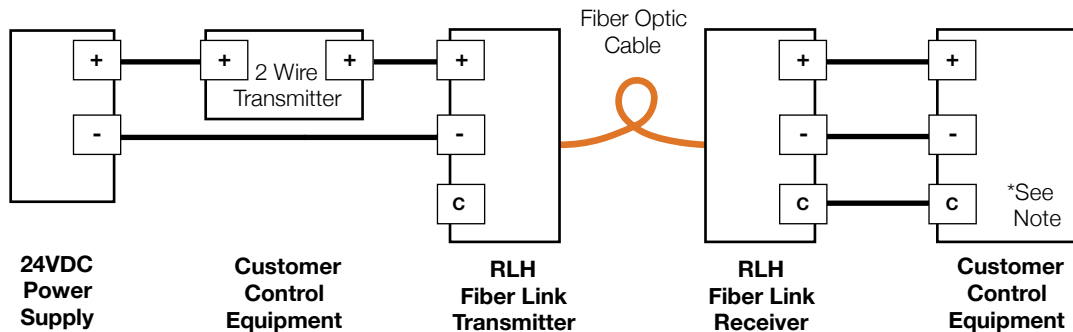 Fiber Optic
Cable
+
+
+
+
+
+
2 Wire
Transmitter
-
-
-
-
C
C
C
*See
Note
24VDC
Power
Supply
Customer
Control
Equipment
RLH
Fiber Link
Transmitter
RLH
Fiber Link
Receiver
Customer
Control
Equipment